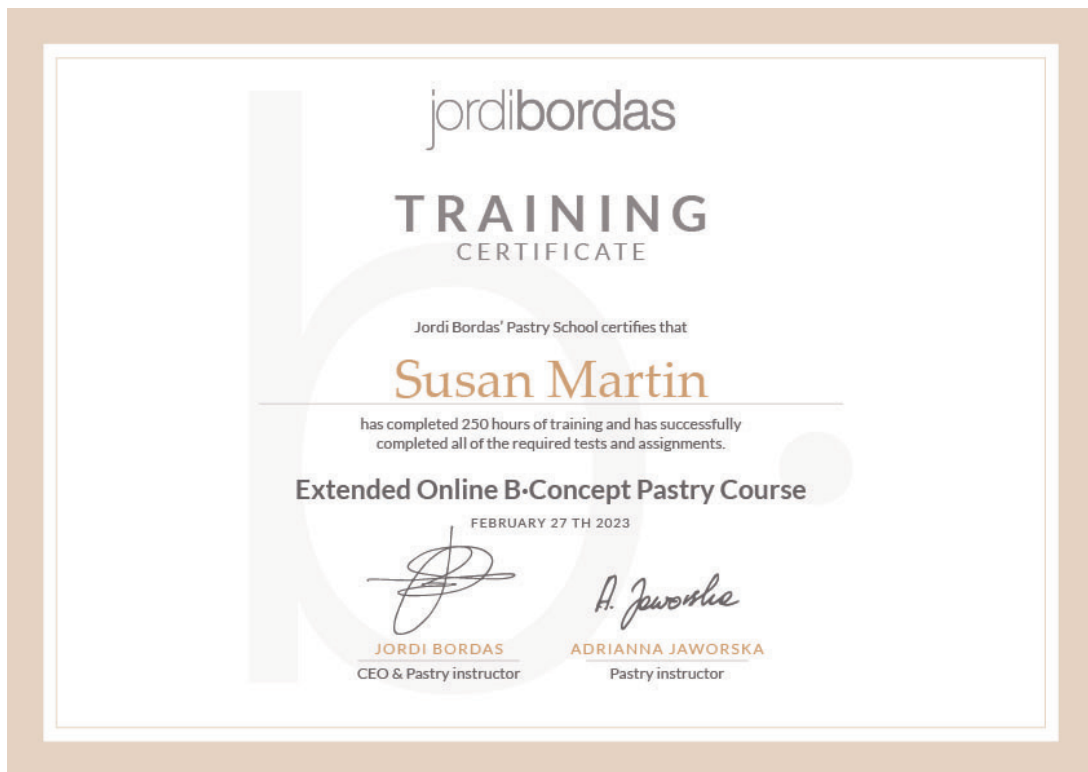 jordibordas
TRAINING
CERTIFICATE
Jordi Bordas' Pastry School certifies that
Susan Martin
has completed 250 hours of training and has successfully
completed all of the required tests and assignments.
Extended Online B·Concept Pastry Course
FEBRUARY 27 TH 2023
A. Jaworska
JORDI BORDAS
ADRIANNA JAWORSKA
CEO & Pastry instructor
Pastry instructor